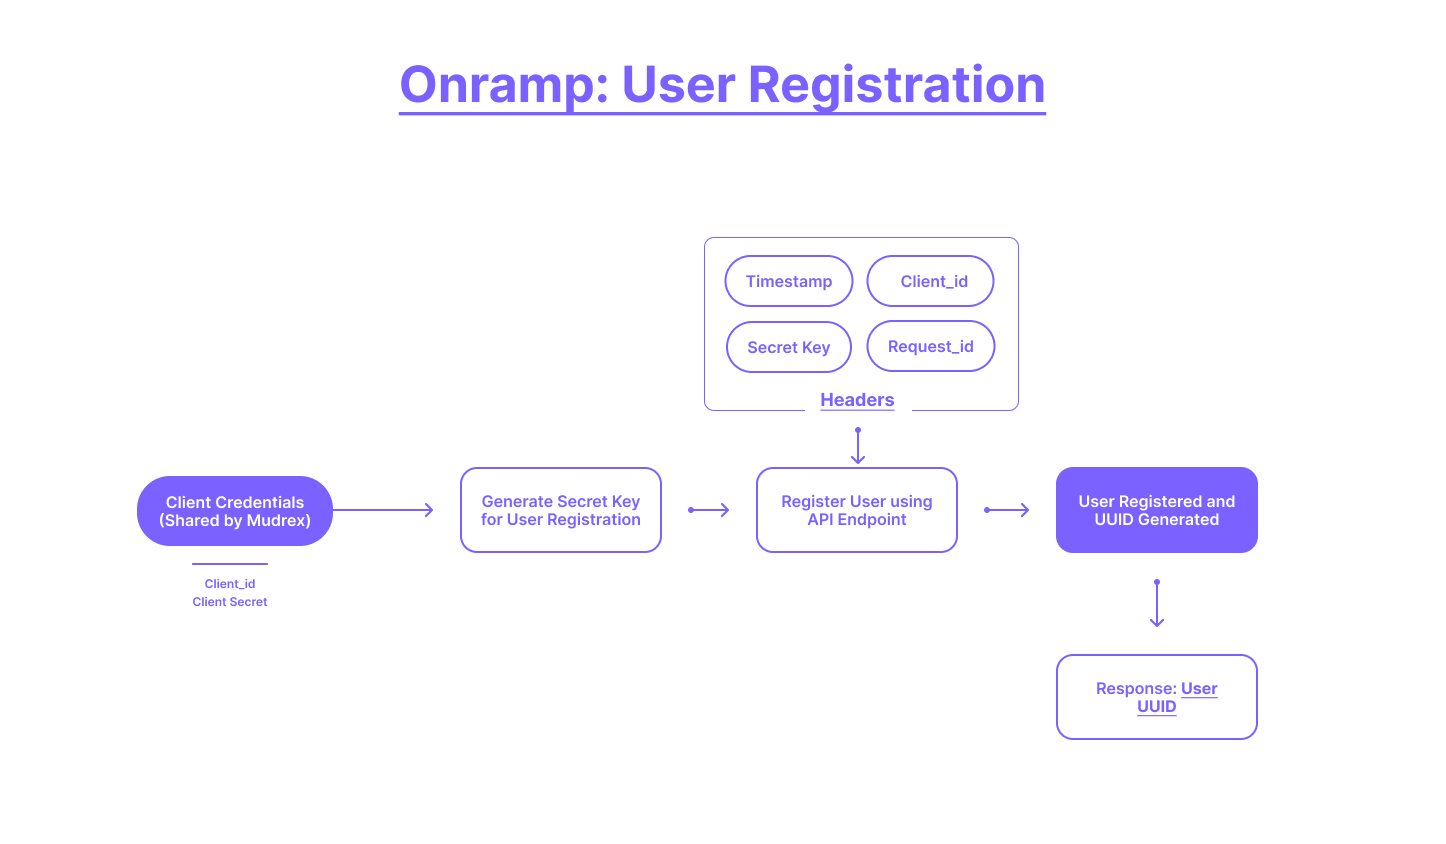 Onramp: User Registration
Timestamp
Client_id
Secret Key
Request_id
Headers
Client Credentials
(Shared by Mudrex)
Client_id
Client Secret
Generate Secret Key
for User Registration
Register User using
API Endpoint
User Registered and
UUID Generated
Response: User
UUID